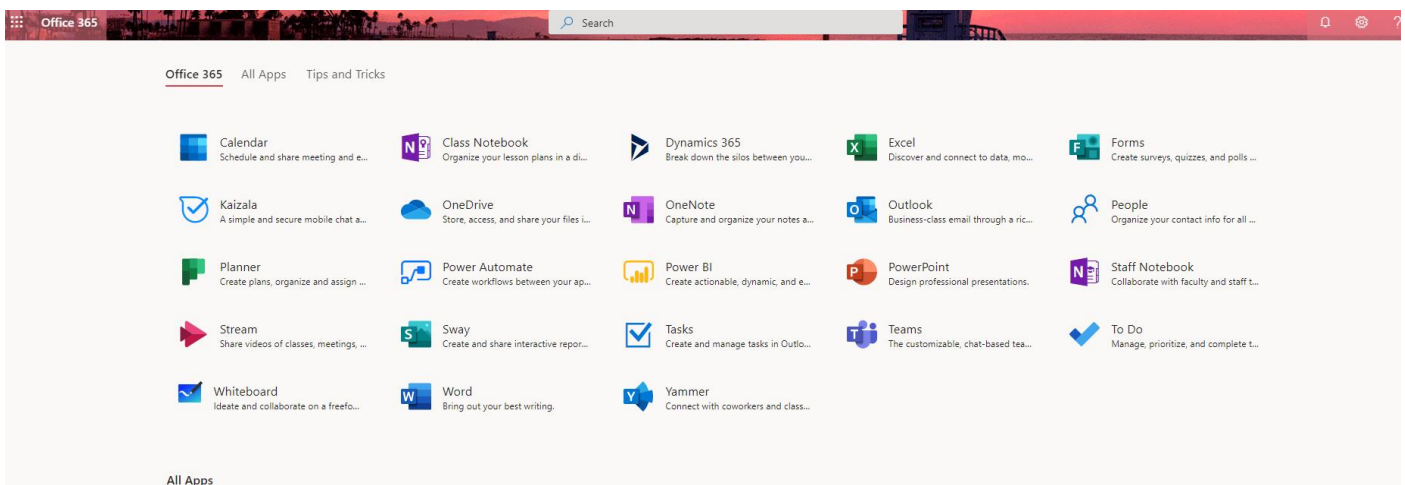 Office 365
Search
?
Office 365 All Apps Tips and Tricks
Calendar
Schedule and share meeting and e...
Class Notebook
Organize your lesson plans in a di...
Dynamics 365
Break down the silos between you...
Excel
Discover and connect to data, mo...
Forms
Create surveys, quizzes, and polls ...
Kaizala
A simple and secure mobile chat a...
OneDrive
Store, access, and share your files i...
OneNote
Capture and organize your notes a...
Outlook
Business-class email through a ric...
People
Organize your contact info for all ...
Planner
Create plans, organize and assign ...
Power Automate
Create workflows between your ap...
Power BI
Create actionable, dynamic, and e...
PowerPoint
Design professional presentations.
Staff Notebook
Collaborate with faculty and staff t...
Stream
Share videos of classes, meetings, ...
Sway
Create and share interactive repor...
Tasks
Create and manage tasks in Outlo...
Teams
The customizable, chat-based tea...
To Do
Manage, prioritize, and complete t...
Whiteboard
Ideate and collaborate on a freefo...
Word
Bring out your best writing.
Yammer
Connect with coworkers and class...
All Apps